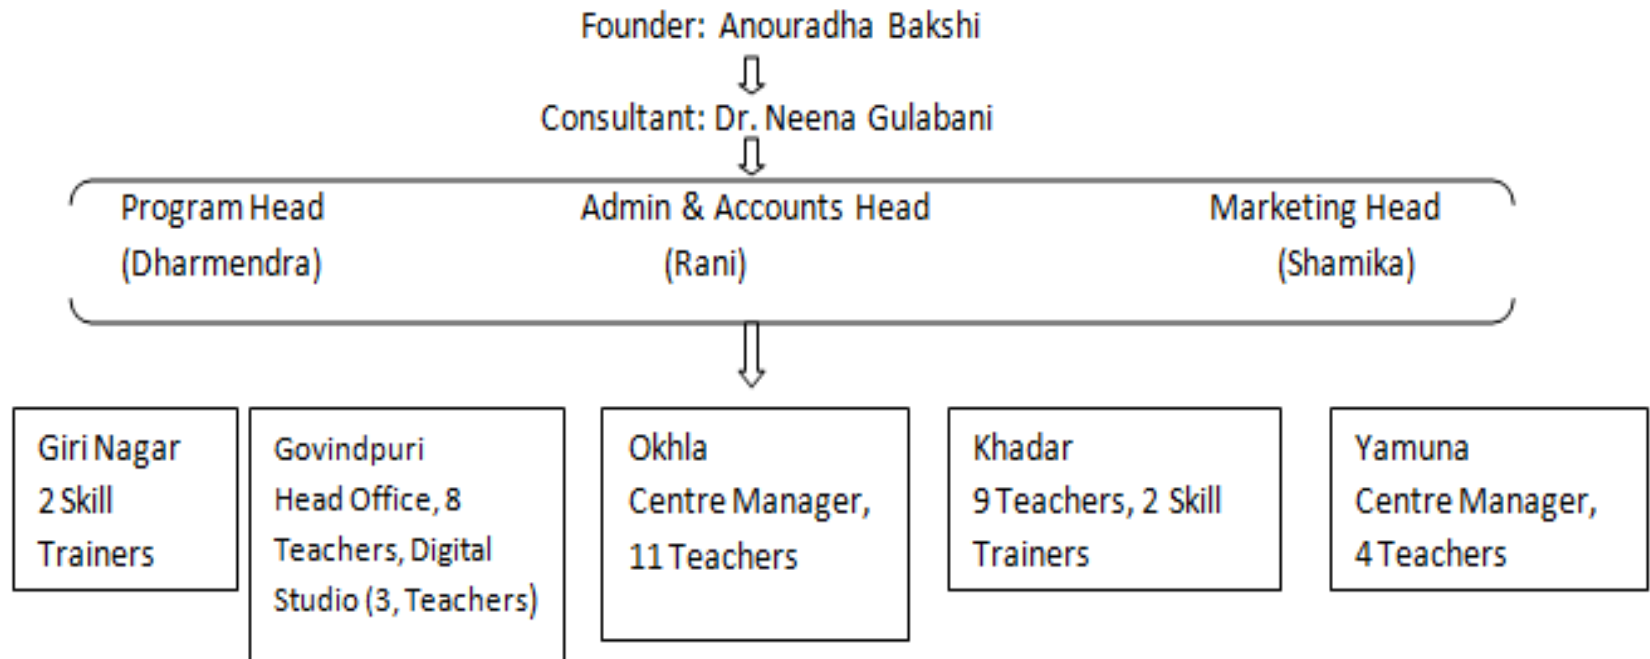 Founder: Anouradha Bakshi
Consultant: Dr. Neena Gulabani
Program Head
(Dharmendra)
Admin & Accounts Head
(Rani)
Marketing Head
(Shamika)
Giri Nagar
2 Skill
Trainers
Govindpuri
Head Office, 8
Teachers, Digital
Studio (3, Teachers)
Okhla
Centre Manager,
11 Teachers
Khadar
9 Teachers, 2 Skill
Trainers
Yamuna
Centre Manager,
4 Teachers